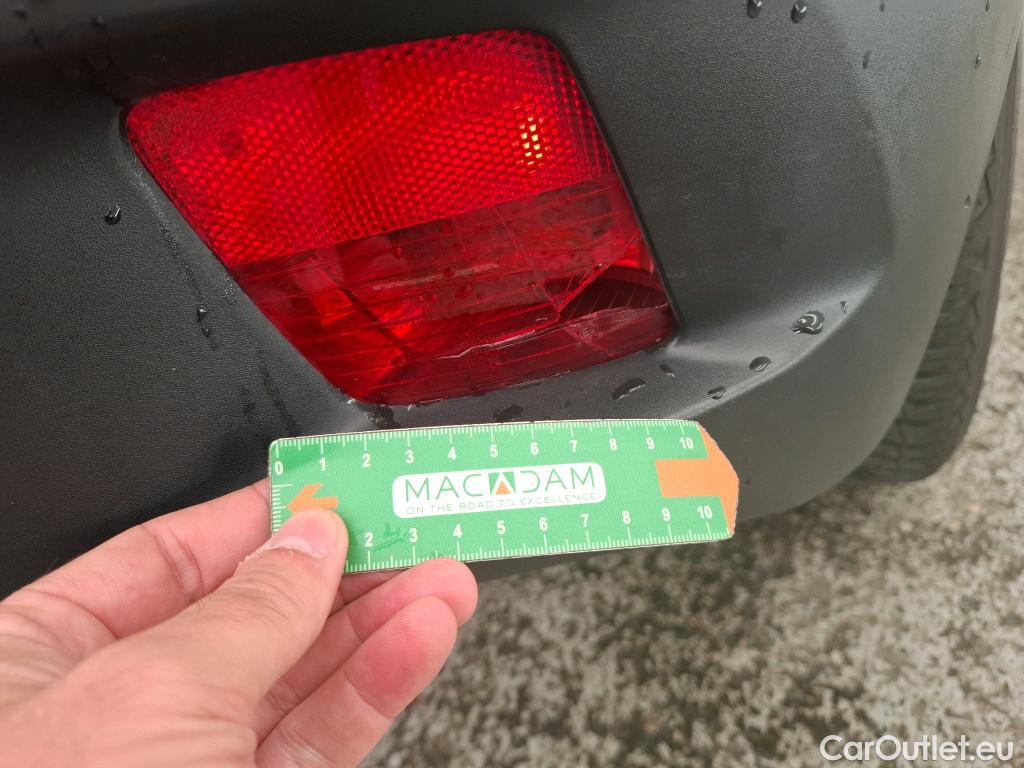 0 1 2 3 4 5 6 7 8 9 10
MACADAM
ON THE ROAD TO EXCELLENCE
2 3 4 5 6 7 8 9 10
CarOutlet.eu